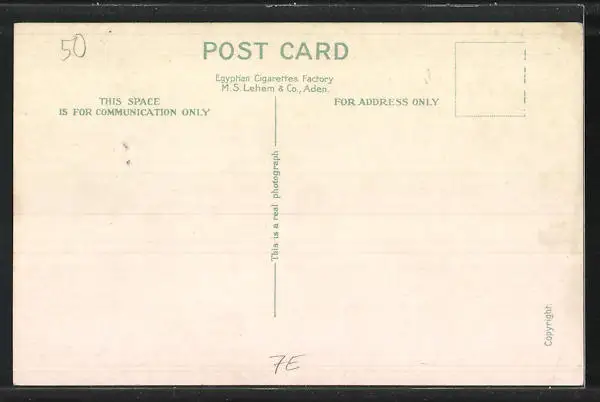 50
POST CARD
Egyptian Cigarettes Factory
M. S. Lehem & Co., Aden.
THIS SPACE
IS FOR COMMUNICATION ONLY
FOR ADDRESS ONLY
This is a real photograph
Copyright
7E